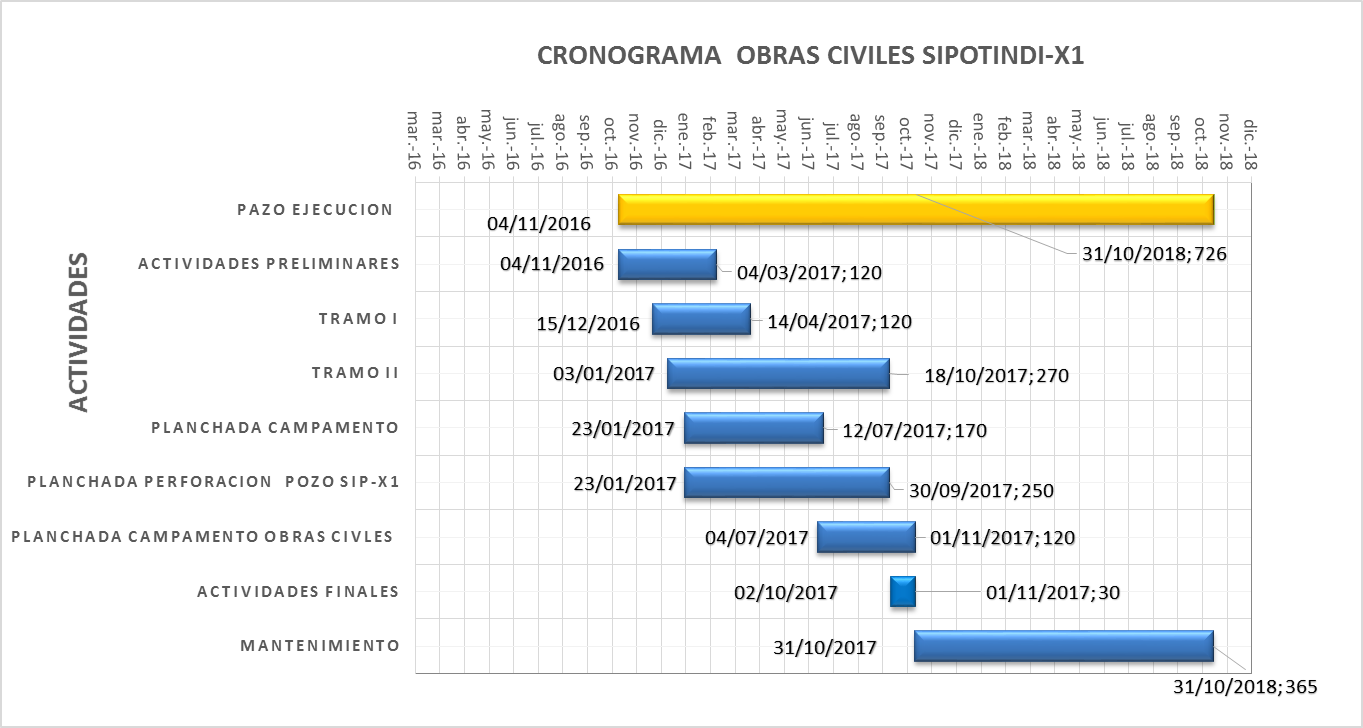 CRONOGRAMA OBRAS CIVILES SIPOTINDI-X1
mar.-16 mar.-16 abr.-16 may.-16 jun.-16 jul.-16 ago.-16 sep.-16 oct.-16 nov.-16 dic.-16 ene.-17 feb.-17 mar.-17 abr.-17 may.-17 jun.-17 jul.-17 ago.-17 sep.-17 oct.-17 nov.-17 dic.-17 ene.-18 feb.-18 mar.-18 abr.-18 may.-18 jun.-18 jul.-18 ago.-18 sep.-18 oct.-18 nov.-18 dic.-18
ACTIVIDADES
PAZO EJECUCION
04/11/2016
31/10/2018; 726
ACTIVIDADES PRELIMINARES
04/11/2016
04/03/2017; 120
TRAMO I
15/12/2016
14/04/2017; 120
TRAMO II
03/01/2017
18/10/2017; 270
PLANCHADA CAMPAMENTO
23/01/2017
12/07/2017; 170
PLANCHADA PERFORACION POZO SIP-X1
23/01/2017
30/09/2017; 250
PLANCHADA CAMPAMENTO OBRAS CIVLES
04/07/2017
01/11/2017; 120
ACTIVIDADES FINALES
02/10/2017
01/11/2017; 30
MANTENIMIENTO
31/10/2017
31/10/2018; 365